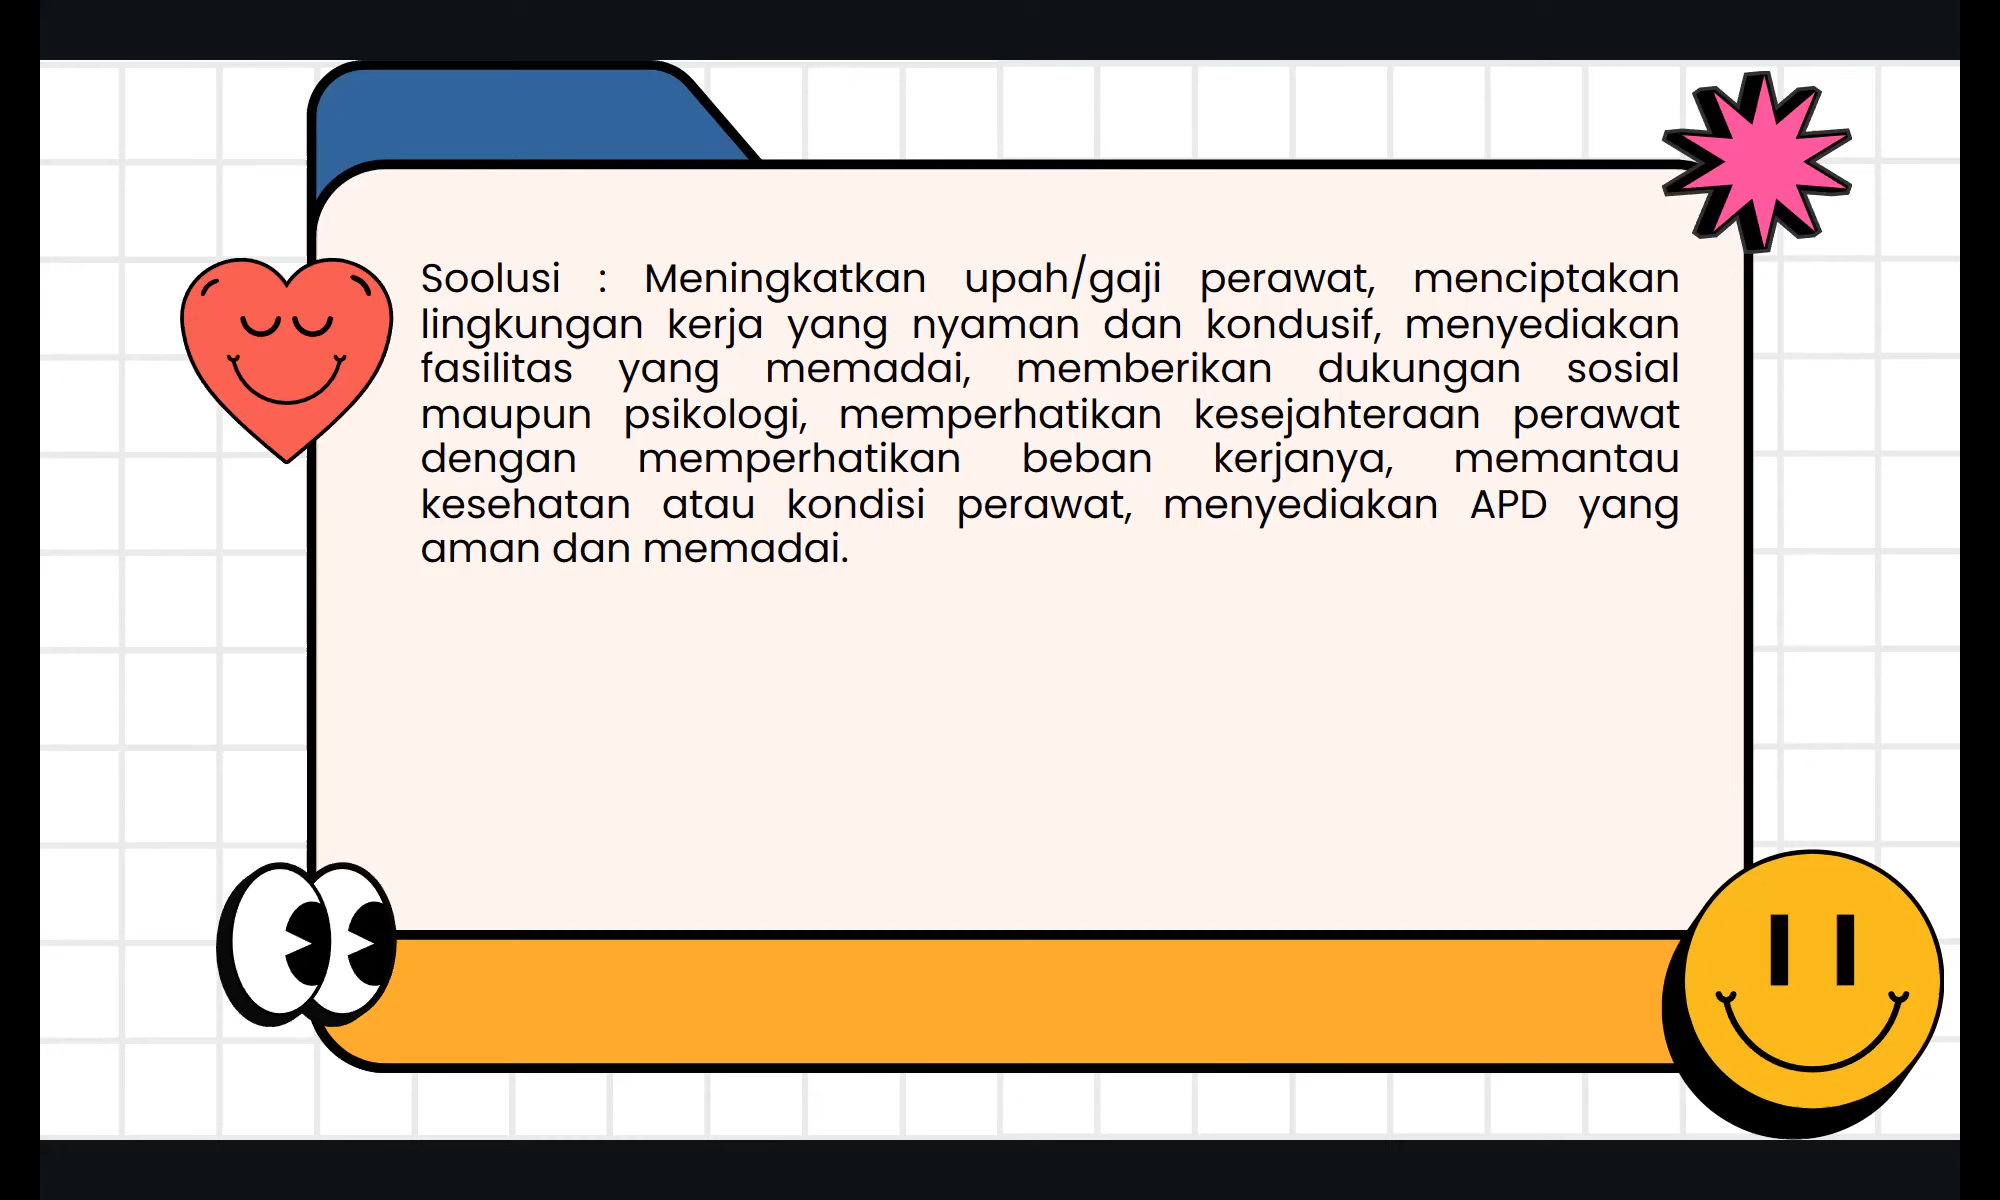 Soolusi : Meningkatkan upah/gaji perawat, menciptakan
lingkungan kerja yang nyaman dan kondusif, menyediakan
fasilitas yang memadai, memberikan dukungan sosial
maupun psikologi, memperhatikan kesejahteraan perawat
dengan memperhatikan beban kerjanya, memantau
kesehatan atau kondisi perawat, menyediakan APD yang
aman dan memadai.